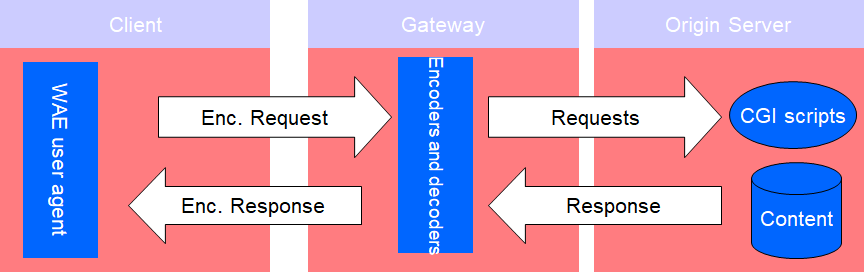 Client
Gateway
Origin Server
WAE user agent
Enc. Request
Enc. Response
Encoders and decoders
Requests
Response
CGI scripts
Content